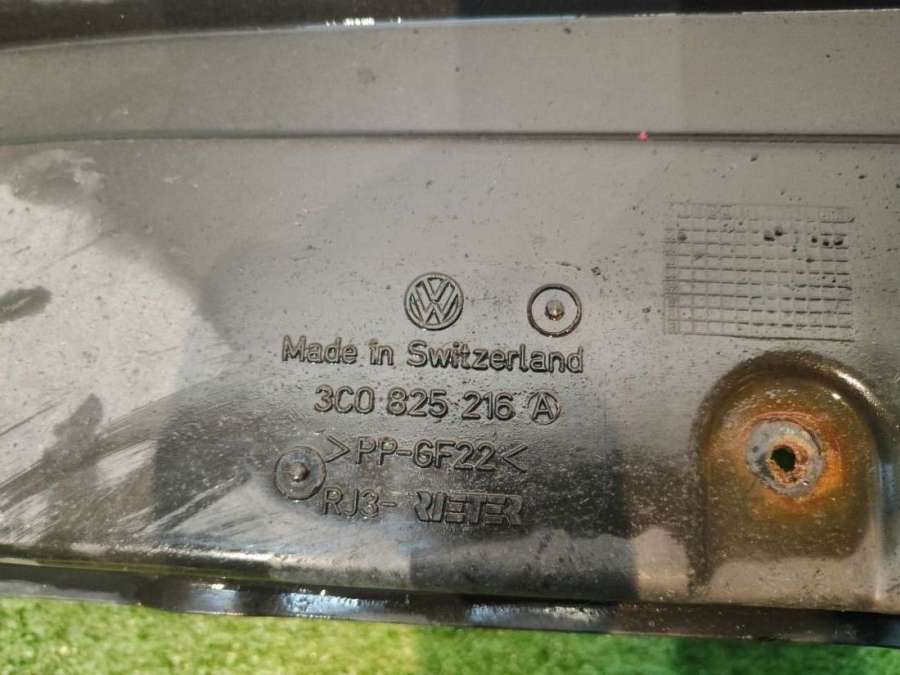 Made in Switzerland
3C0 825 216 A
>PP-GF22<
RJ3- RIETER